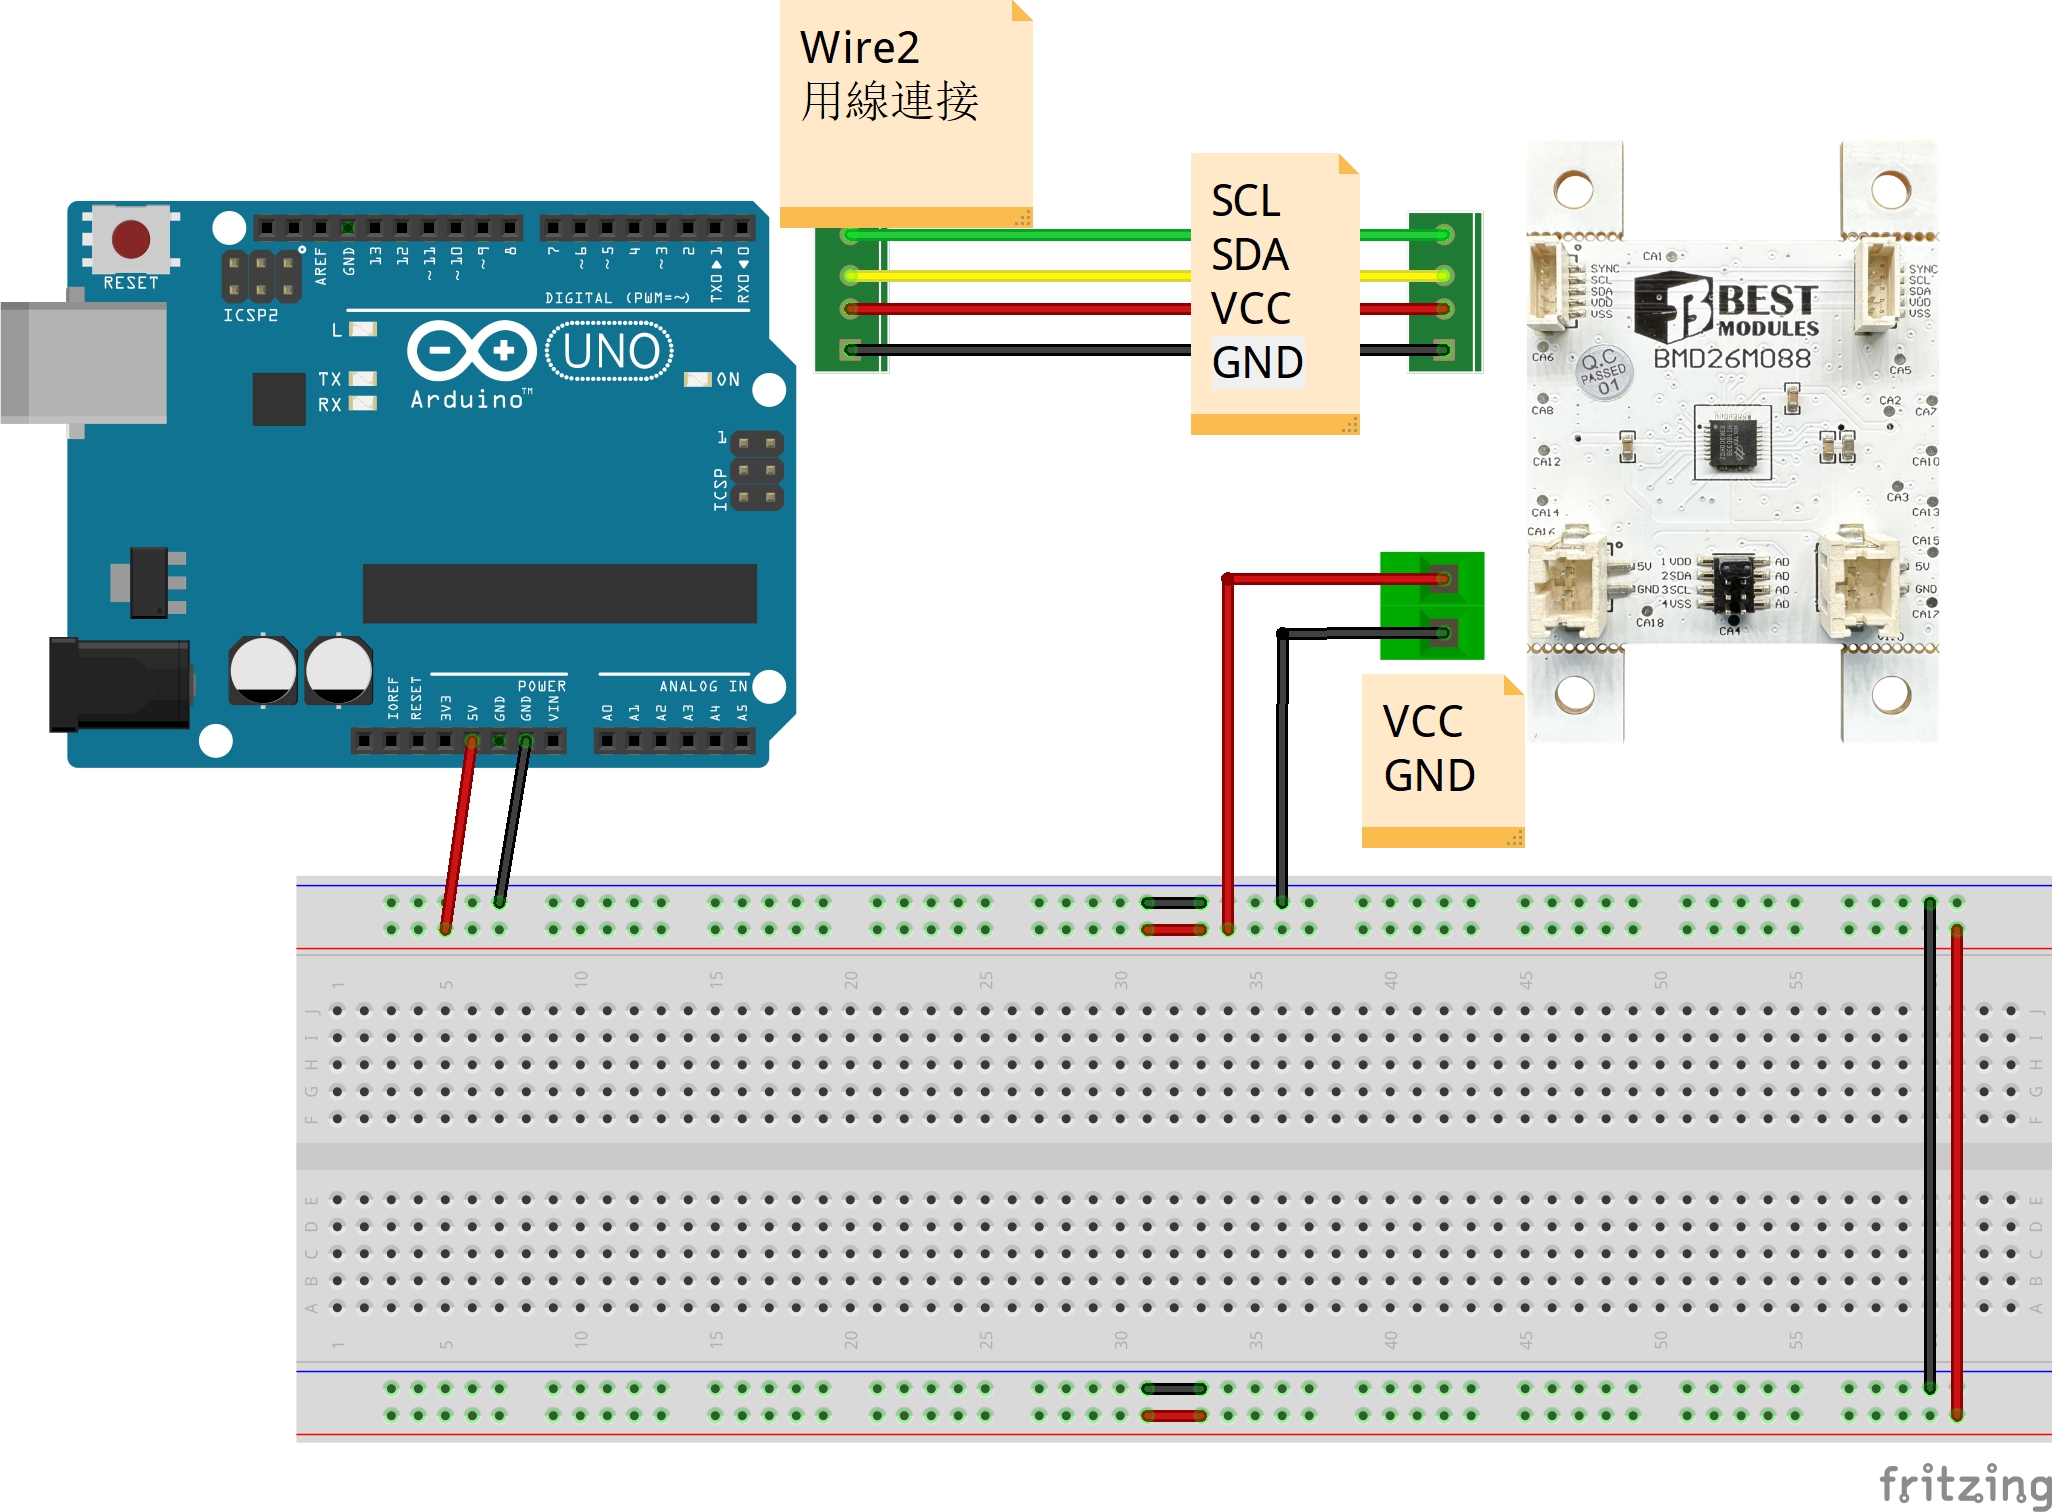 Wire2
用線連接
SCL
SDA
VCC
GND
VCC
GND
RESET
ICSP2
AREF
GND
13
12
~11
~10
~9
8
7
~6
~5
4
~3
2
TX0▶1
RX0◀0
DIGITAL (PWM=~)
L
TX
RX
UNO
Arduino™
ON
1
ICSP
IOREF
RESET
3V3
5V
GND
GND
VIN
POWER
ANALOG IN
A0
A1
A2
A3
A4
A5
CA1
SYNC
SCL
SDA
VDD
VSS
BEST
MODULES
BMD26M088
SYNC
SCL
SDA
VDD
VSS
CA6
Q.C
PASSED
01
CA5
CA8
CA2
CA7
CA12
CA10
CA3
CA14
CA13
CA16
CA15
5V
GND
1 VDD
2 SDA
3 SCL
4 VSS
AD
AD
AD
AD
5V
GND
CA18
CA4
CA17
1 5 10 15 20 25 30 35 40 45 50 55
J J
I I
H H
G G
F F
E E
D D
C C
B B
A A
1 5 10 15 20 25 30 35 40 45 50 55
fritzing